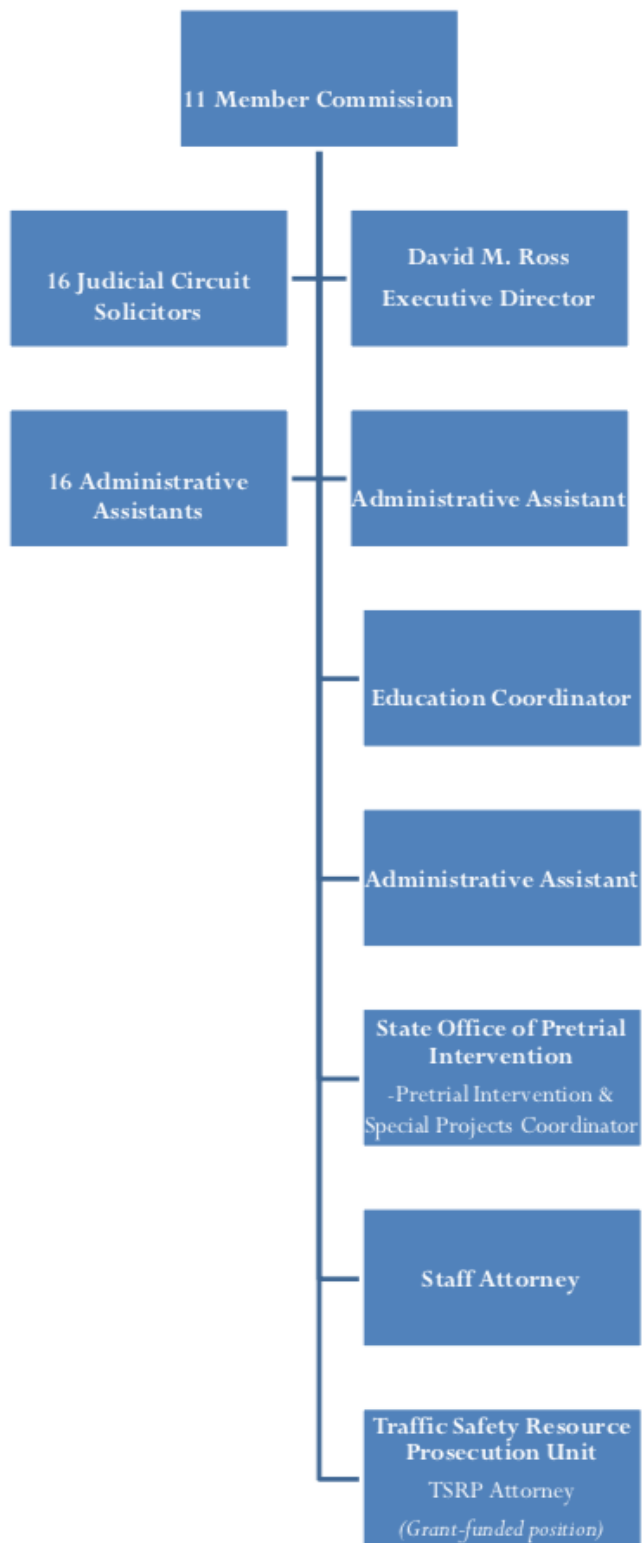 11 Member Commission
16 Judicial Circuit
Solicitors
David M. Ross
Executive Director
16 Administrative
Assistants
Administrative Assistant
Education Coordinator
Administrative Assistant
State Office of Pretrial
Intervention
-Pretrial Intervention &
Special Projects Coordinator
Staff Attorney
Traffic Safety Resource
Prosecution Unit
TSRP Attorney
(Grant-funded position)